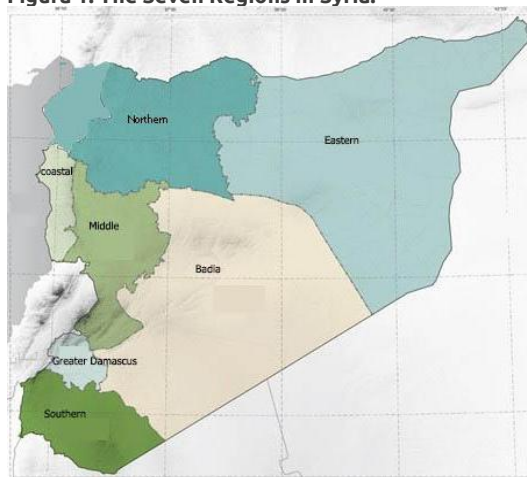 Figure 1: The Seven Regions in Syria.
Northern
Eastern
coastal
Middle
Badia
Greater Damascus
Southern